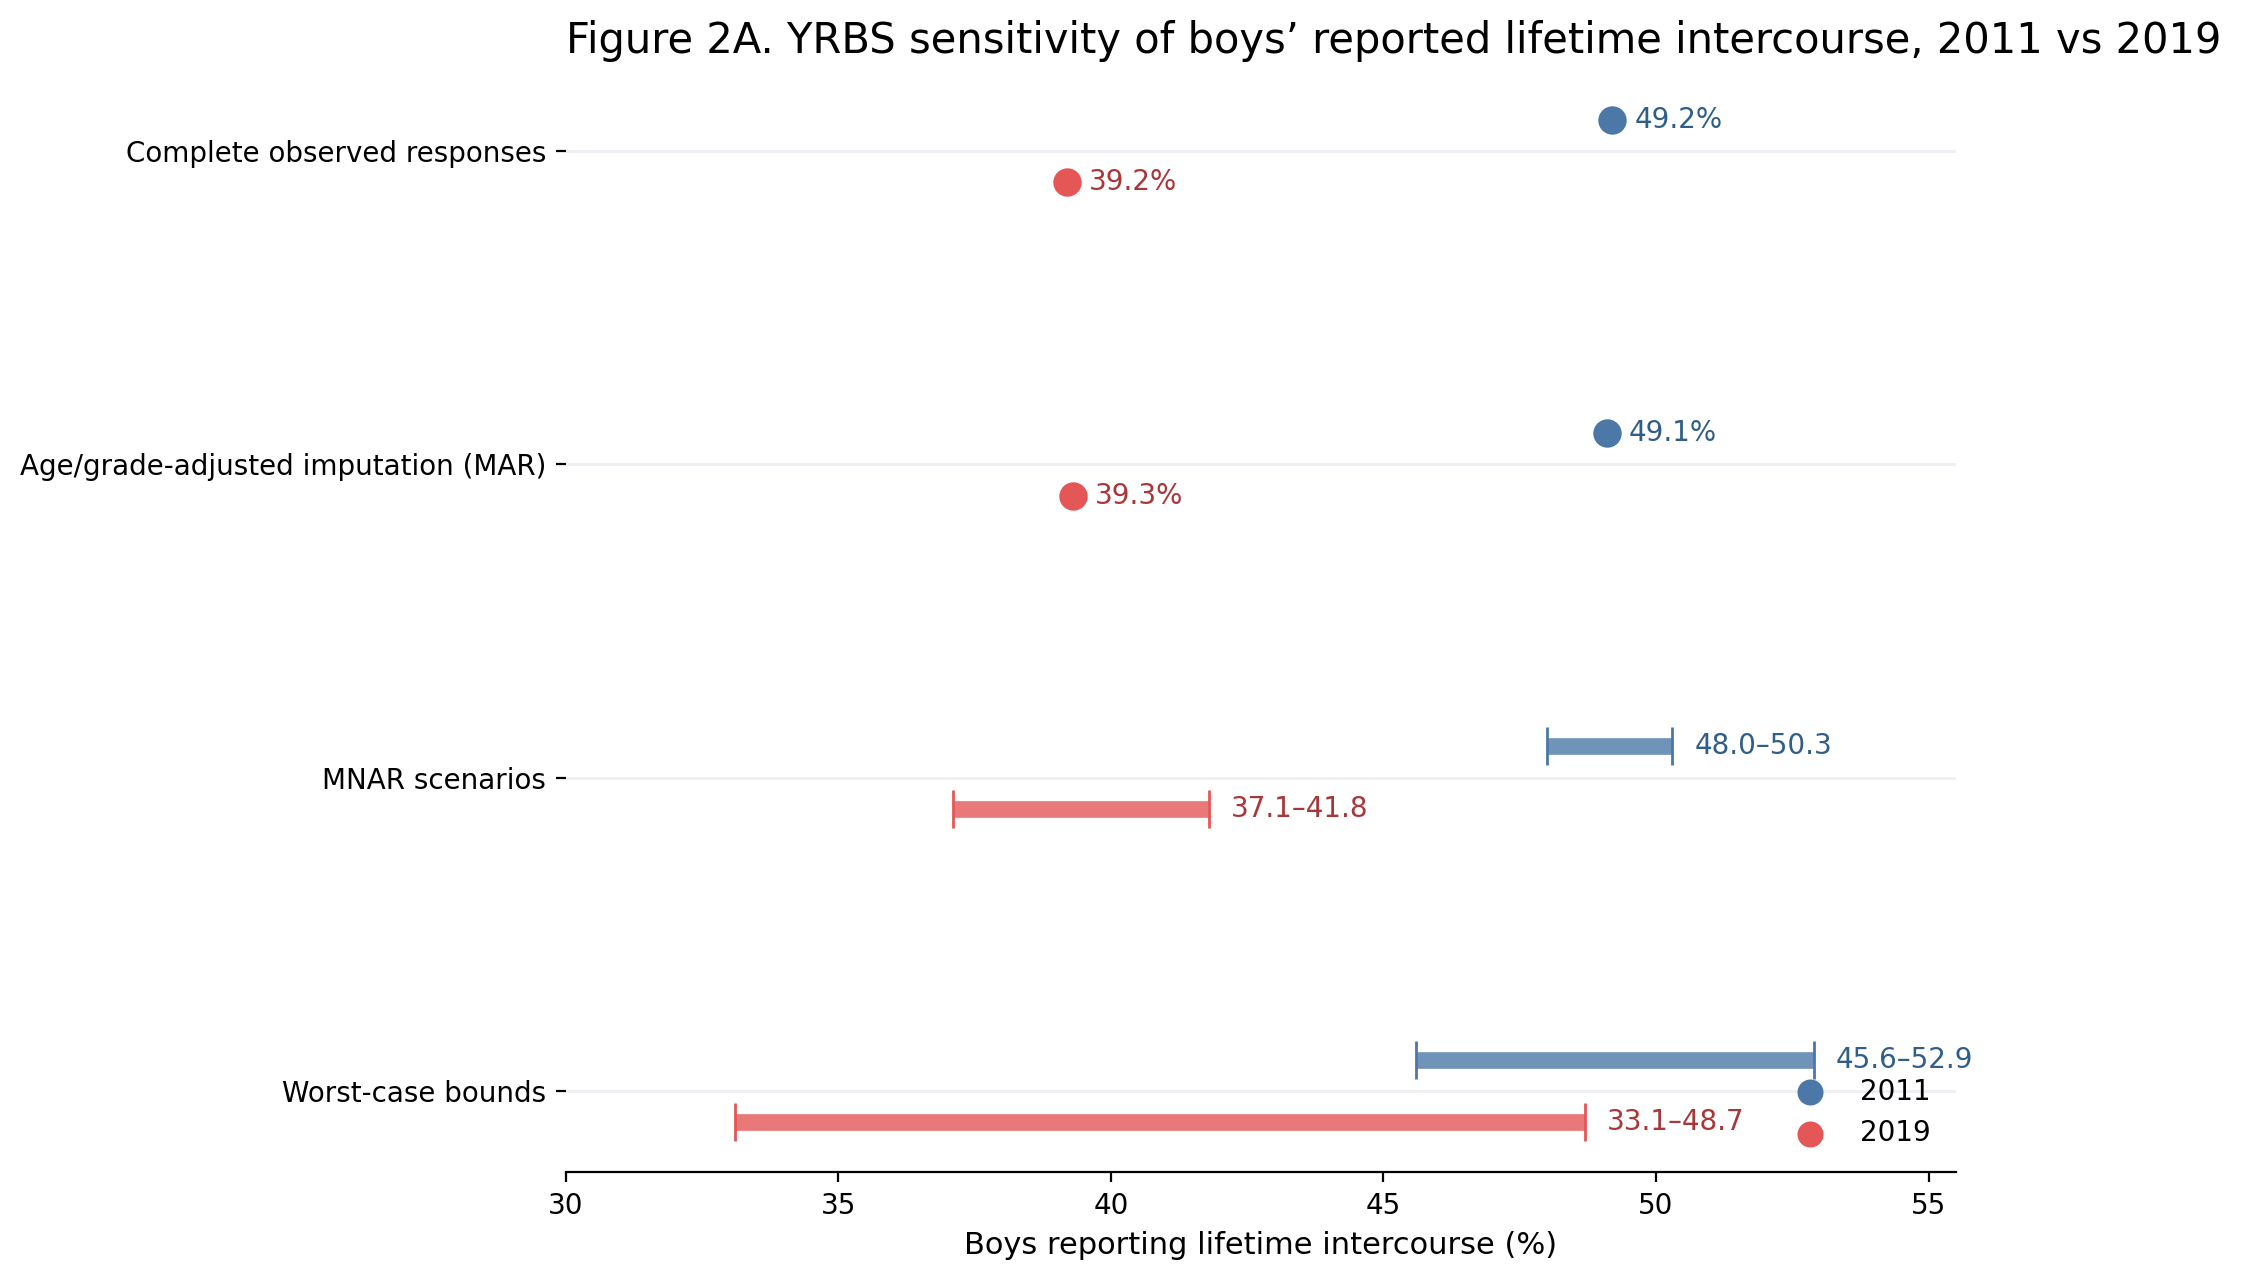 Figure 2A. YRBS sensitivity of boys’ reported lifetime intercourse, 2011 vs 2019
49.2%
Complete observed responses
39.2%
49.1%
Age/grade-adjusted imputation (MAR)
39.3%
48.0–50.3
MNAR scenarios
37.1–41.8
45.6–52.9
Worst-case bounds
2011
33.1–48.7
2019
30 35 40 45 50 55
Boys reporting lifetime intercourse (%)